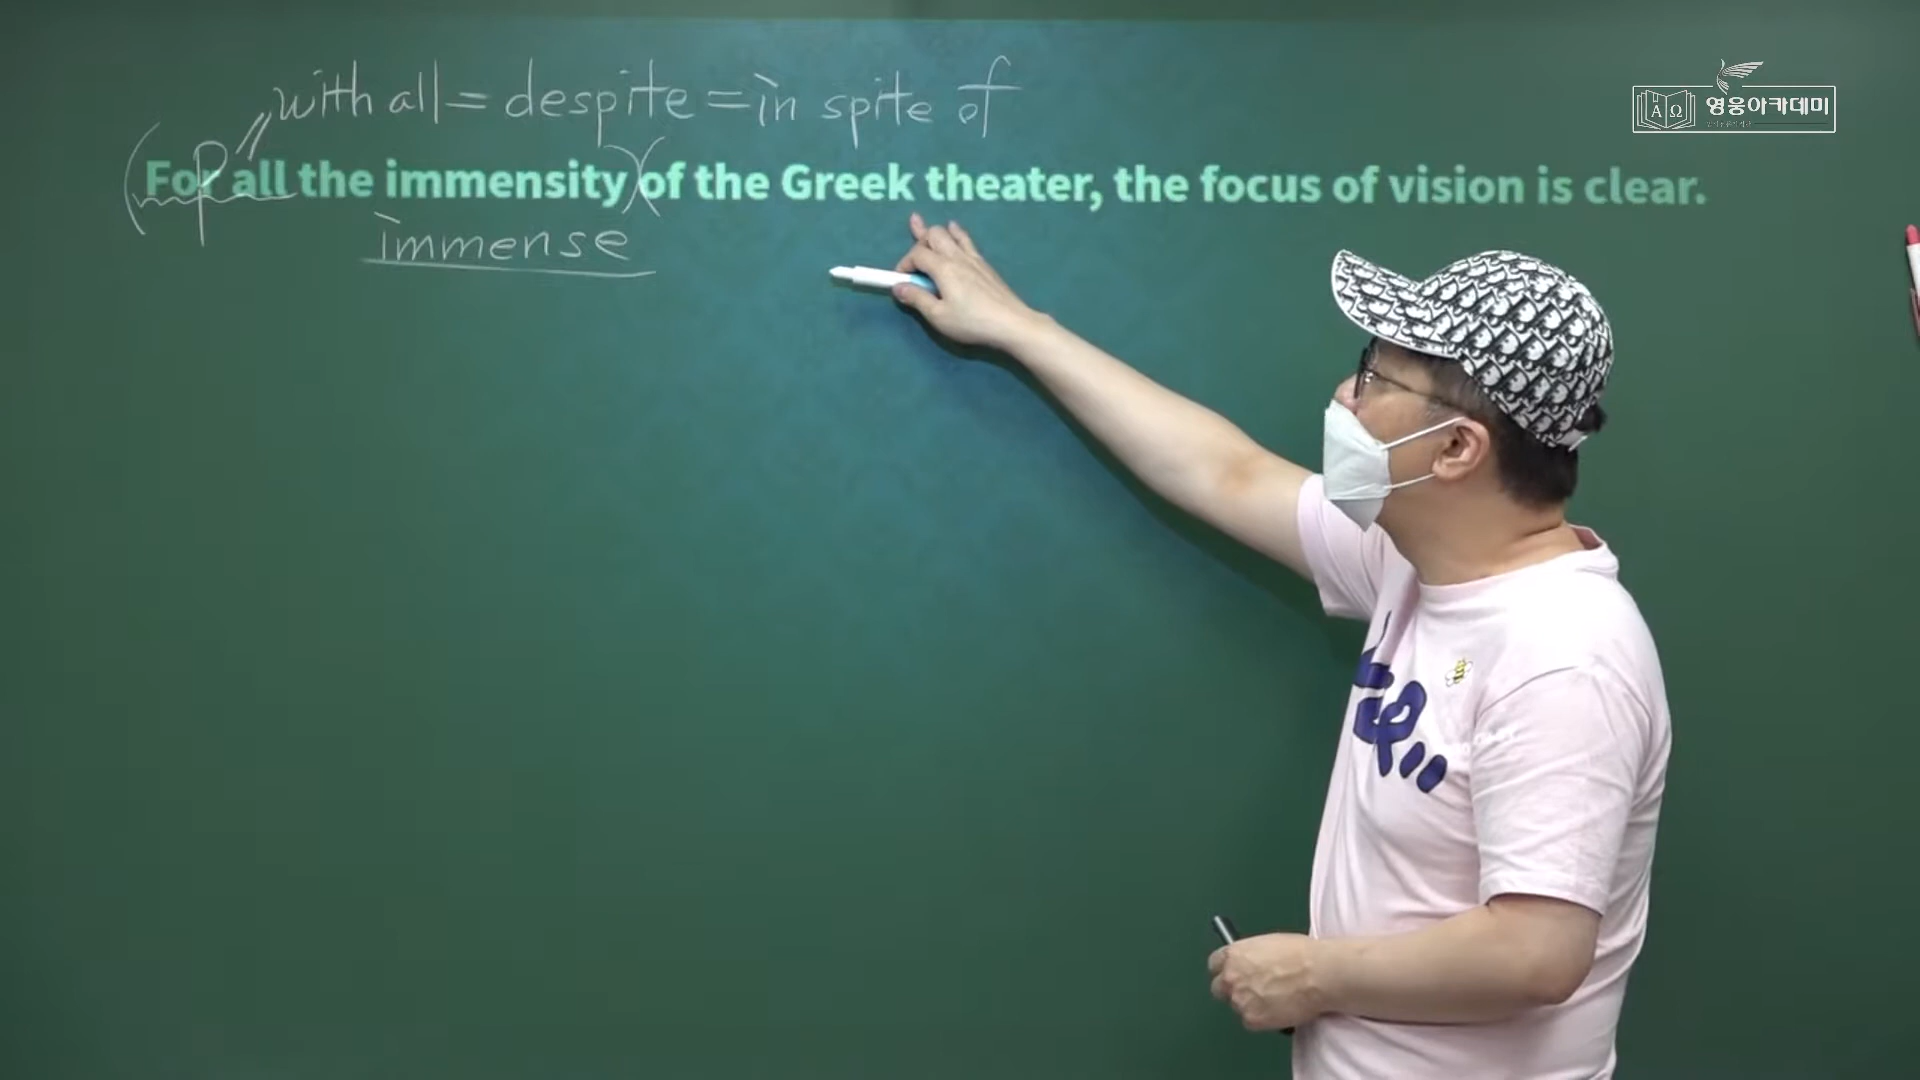 with all = despite = in spite of
영웅아카데미
A Ω
p
For all the immensity of the Greek theater, the focus of vision is clear.
immense